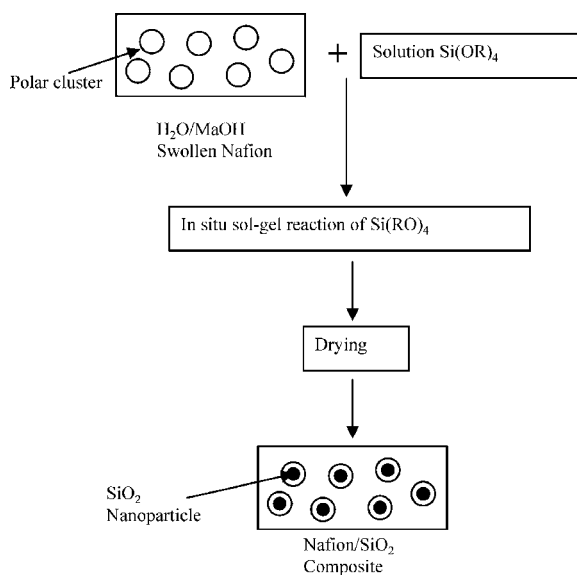 Polar cluster
+
Solution Si(OR)4
H2O/MaOH
Swollen Nafion
In situ sol-gel reaction of Si(RO)4
Drying
SiO2
Nanoparticle
Nafion/SiO2
Composite